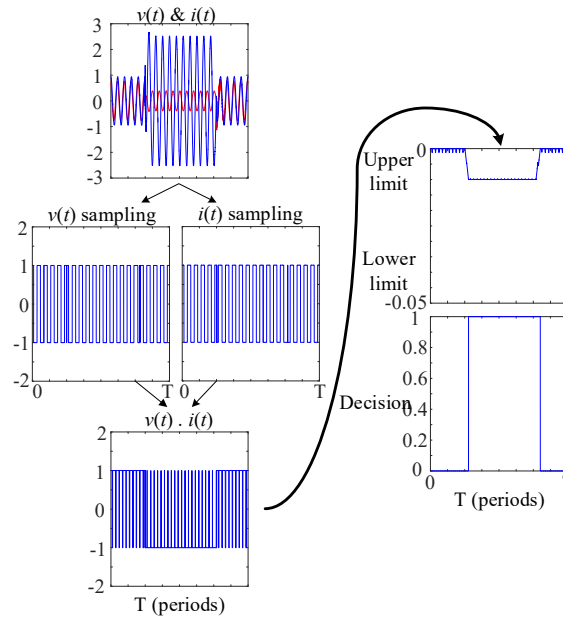 v(t) & i(t)
3
2
1
0
-1
-2
-3
v(t) sampling
i(t) sampling
2
1
0
-1
-2
0
T
0
T
v(t) . i(t)
2
1
0
-1
-2
T (periods)
0
Upper
limit
Lower
limit
-0.05
1
0.8
0.6
Decision
0.4
0.2
0
0
T (periods)